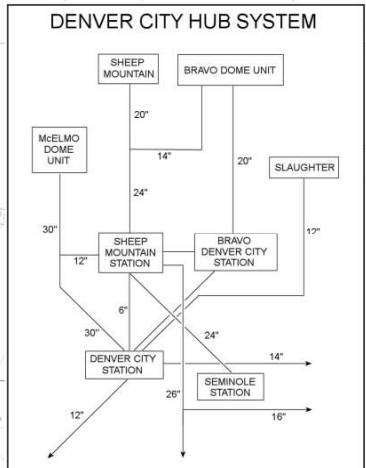 DENVER CITY HUB SYSTEM
SHEEP
MOUNTAIN
BRAVO DOME UNIT
20"
McELMO
DOME
UNIT
14"
20"
SLAUGHTER
24"
30"
12"
SHEEP
MOUNTAIN
STATION
BRAVO
DENVER CITY
STATION
12"
6"
30"
24"
DENVER CITY
STATION
14"
SEMINOLE
STATION
26"
12"
16"